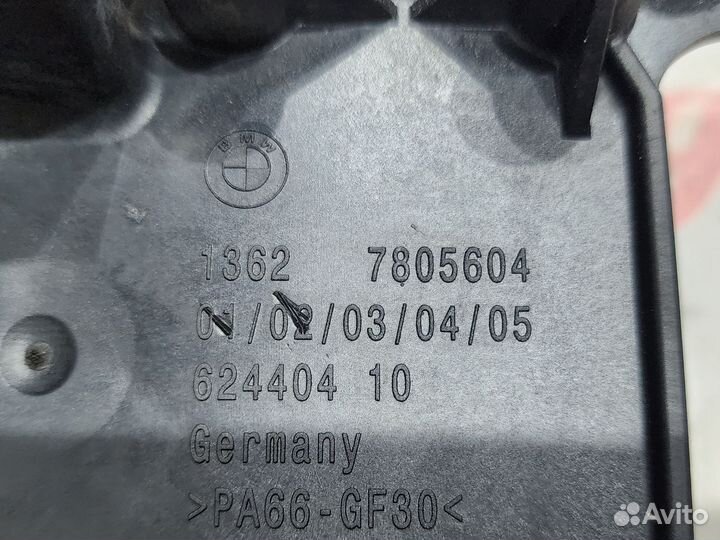 BMW
1362 7805604
01/02/03/04/05
624404 10
Germany
>PA66-GF30<
Avito